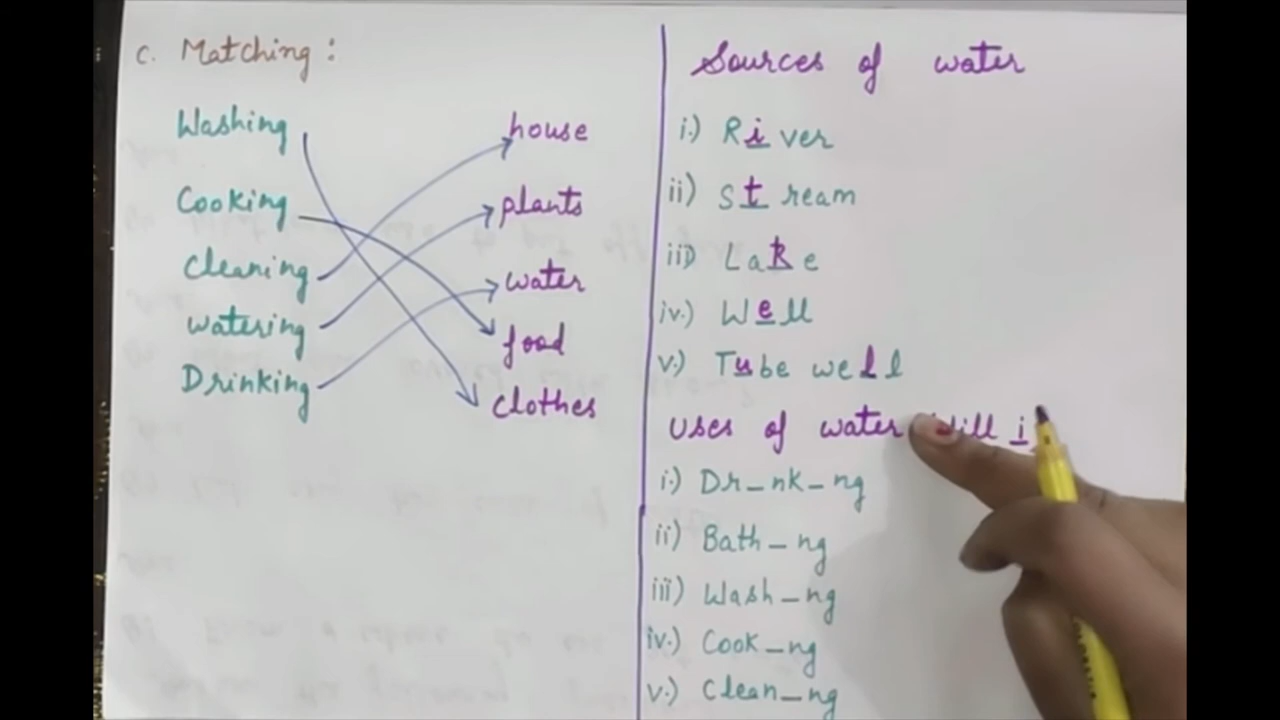 c. Matching:
Washing
house
Cooking
plants
Cleaning
water
Watering
food
Drinking
clothes
Sources of water
i.) River
ii) Stream
iii) Lake
iv.) Well
v.) Tube well
Uses of water fill i
i.) Dr_nk_ng
ii) Bath_ng
iii) Wash_ng
iv.) Cook_ng
v.) Clean_ng